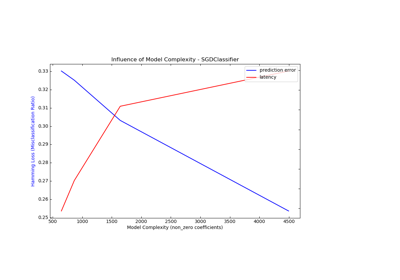 Influence of Model Complexity - SGDClassifier
prediction error
latency
0.33
0.32
0.31
0.30
0.29
0.28
0.27
0.26
0.25
Hamming Loss (Misclassification Ratio)
500 1000 1500 2000 2500 3000 3500 4000 4500
Model Complexity (non_zero coefficients)